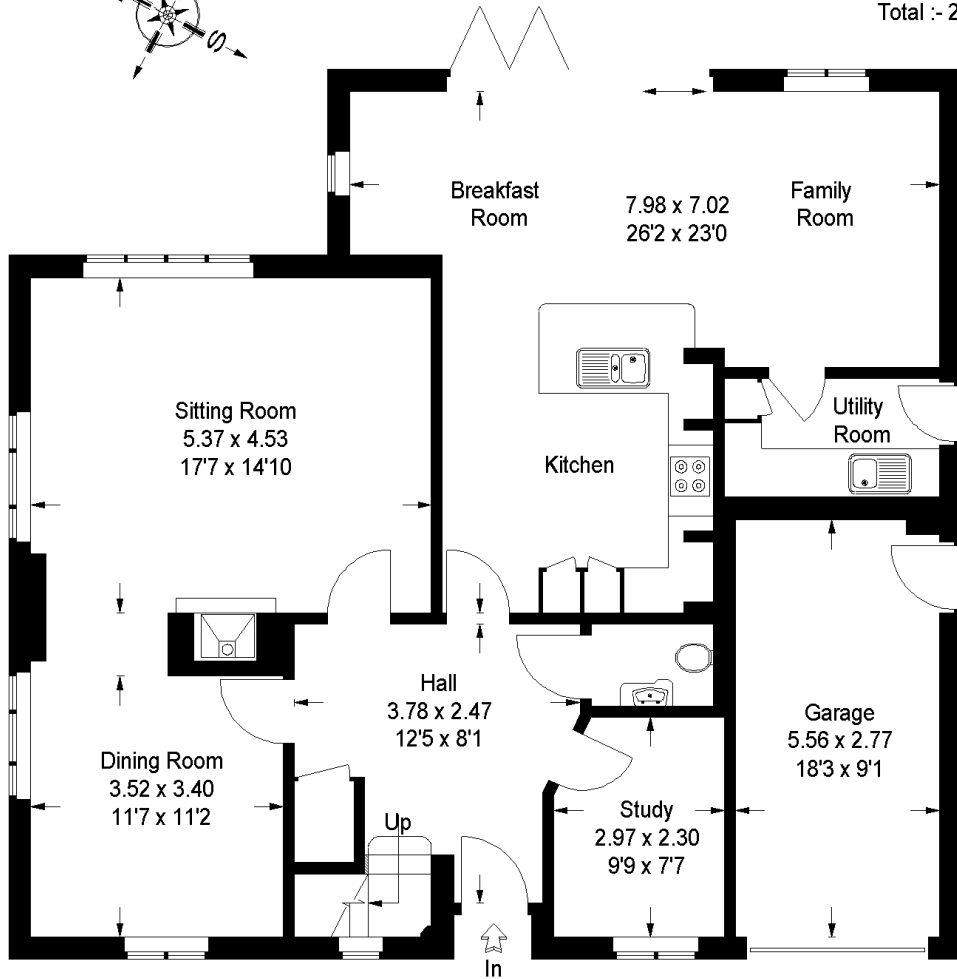 Total :- 2
S
Breakfast
Room
7.98 x 7.02
26'2 x 23'0
Family
Room
Sitting Room
5.37 x 4.53
17'7 x 14'10
Kitchen
Utility
Room
Hall
3.78 x 2.47
12'5 x 8'1
Garage
5.56 x 2.77
18'3 x 9'1
Dining Room
3.52 x 3.40
11'7 x 11'2
Up
Study
2.97 x 2.30
9'9 x 7'7
In